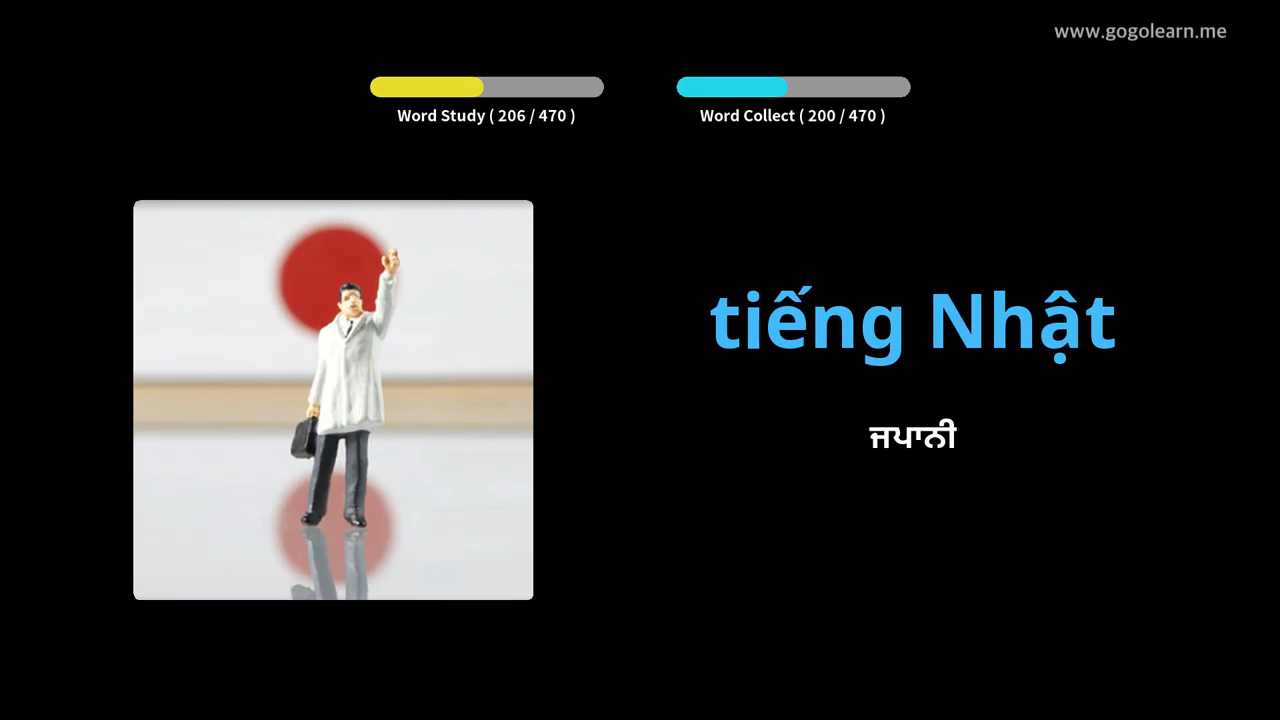 www.gogolearn.me
Word Study ( 206 / 470 )
Word Collect ( 200 / 470 )
tiếng Nhật
ਜਪਾਨੀ